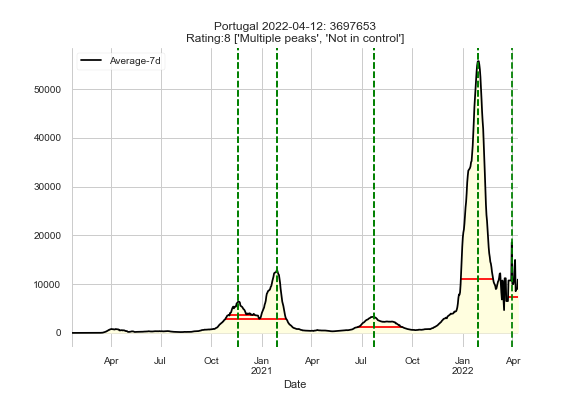 Portugal 2022-04-12: 3697653
Rating:8 ['Multiple peaks', 'Not in control']
Average-7d
50000
40000
30000
20000
10000
0
Apr Jul Oct Jan Apr Jul Oct Jan Apr
2021 2022
Date